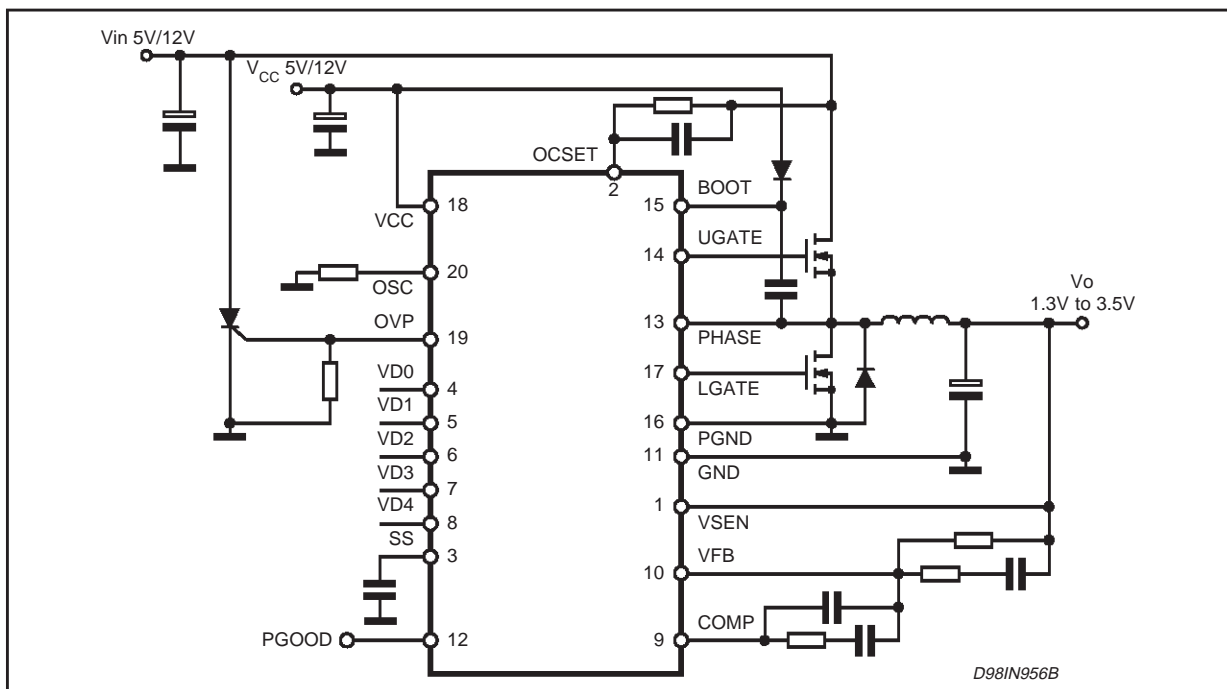 Vin 5V/12V
VCC 5V/12V
OCSET
2
VCC
18
OSC
20
OVP
19
VD0
4
VD1
5
VD2
6
VD3
7
VD4
8
SS
3
PGOOD
12
15
BOOT
14
UGATE
13
PHASE
17
LGATE
16
PGND
11
GND
1
VSEN
10
VFB
9
COMP
Vo
1.3V to 3.5V
D98IN956B